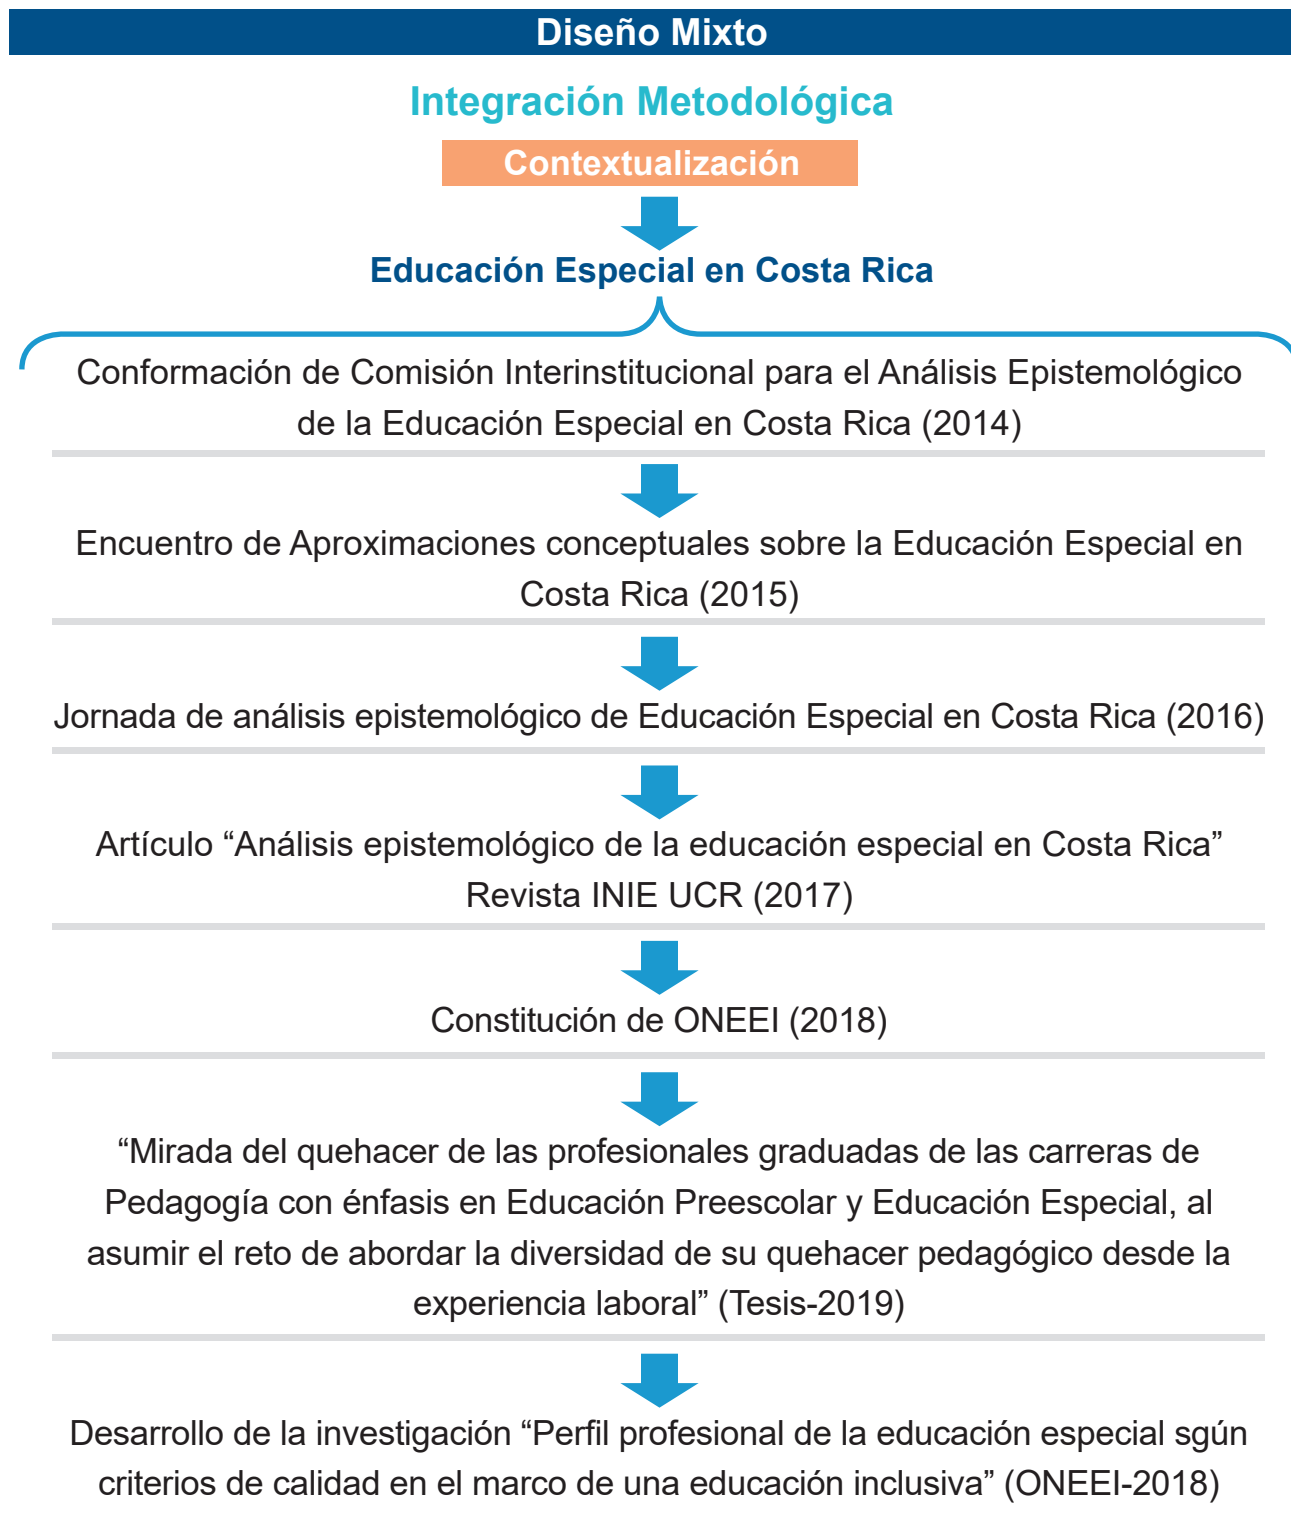 Diseño Mixto
Integración Metodológica
Contextualización
Educación Especial en Costa Rica
Conformación de Comisión Interinstitucional para el Análisis Epistemológico
de la Educación Especial en Costa Rica (2014)
Encuentro de Aproximaciones conceptuales sobre la Educación Especial en
Costa Rica (2015)
Jornada de análisis epistemológico de Educación Especial en Costa Rica (2016)
Artículo “Análisis epistemológico de la educación especial en Costa Rica”
Revista INIE UCR (2017)
Constitución de ONEEI (2018)
“Mirada del quehacer de las profesionales graduadas de las carreras de
Pedagogía con énfasis en Educación Preescolar y Educación Especial, al
asumir el reto de abordar la diversidad de su quehacer pedagógico desde la
experiencia laboral” (Tesis-2019)
Desarrollo de la investigación “Perfil profesional de la educación especial sgún
criterios de calidad en el marco de una educación inclusiva” (ONEEI-2018)